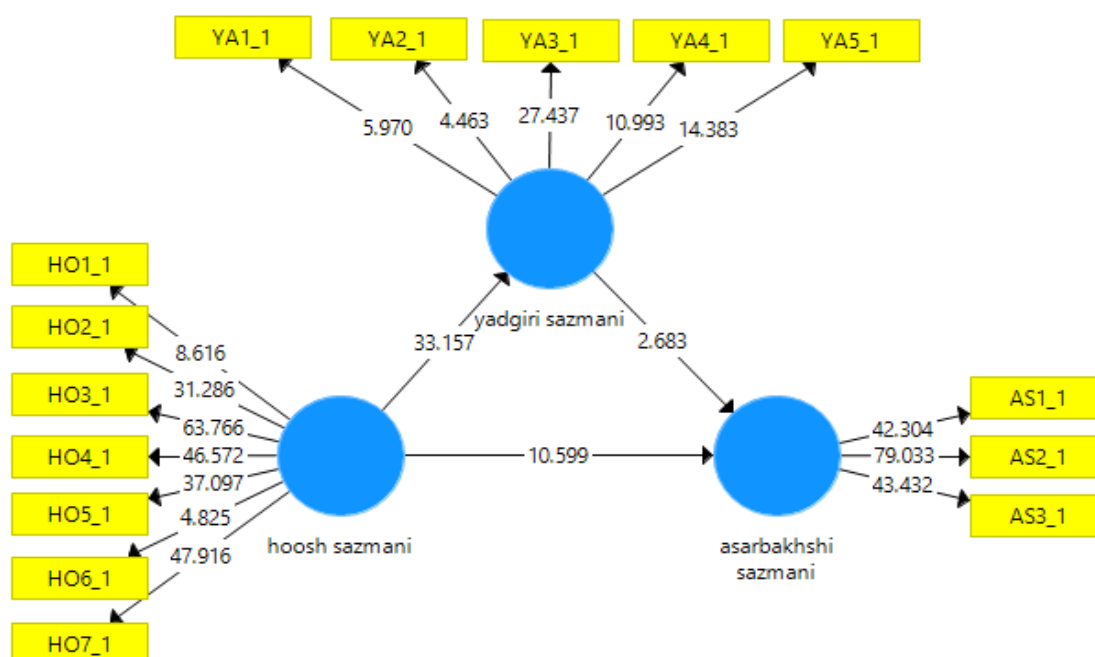 YA1_1
YA2_1
YA3_1
YA4_1
YA5_1
5.970
4.463
27.437
10.993
14.383
yadgiri sazmani
33.157
2.683
HO1_1
HO2_1
HO3_1
HO4_1
HO5_1
HO6_1
HO7_1
8.616
31.286
63.766
46.572
37.097
4.825
47.916
hoosh sazmani
10.599
asarbakhshi
sazmani
42.304
79.033
43.432
AS1_1
AS2_1
AS3_1